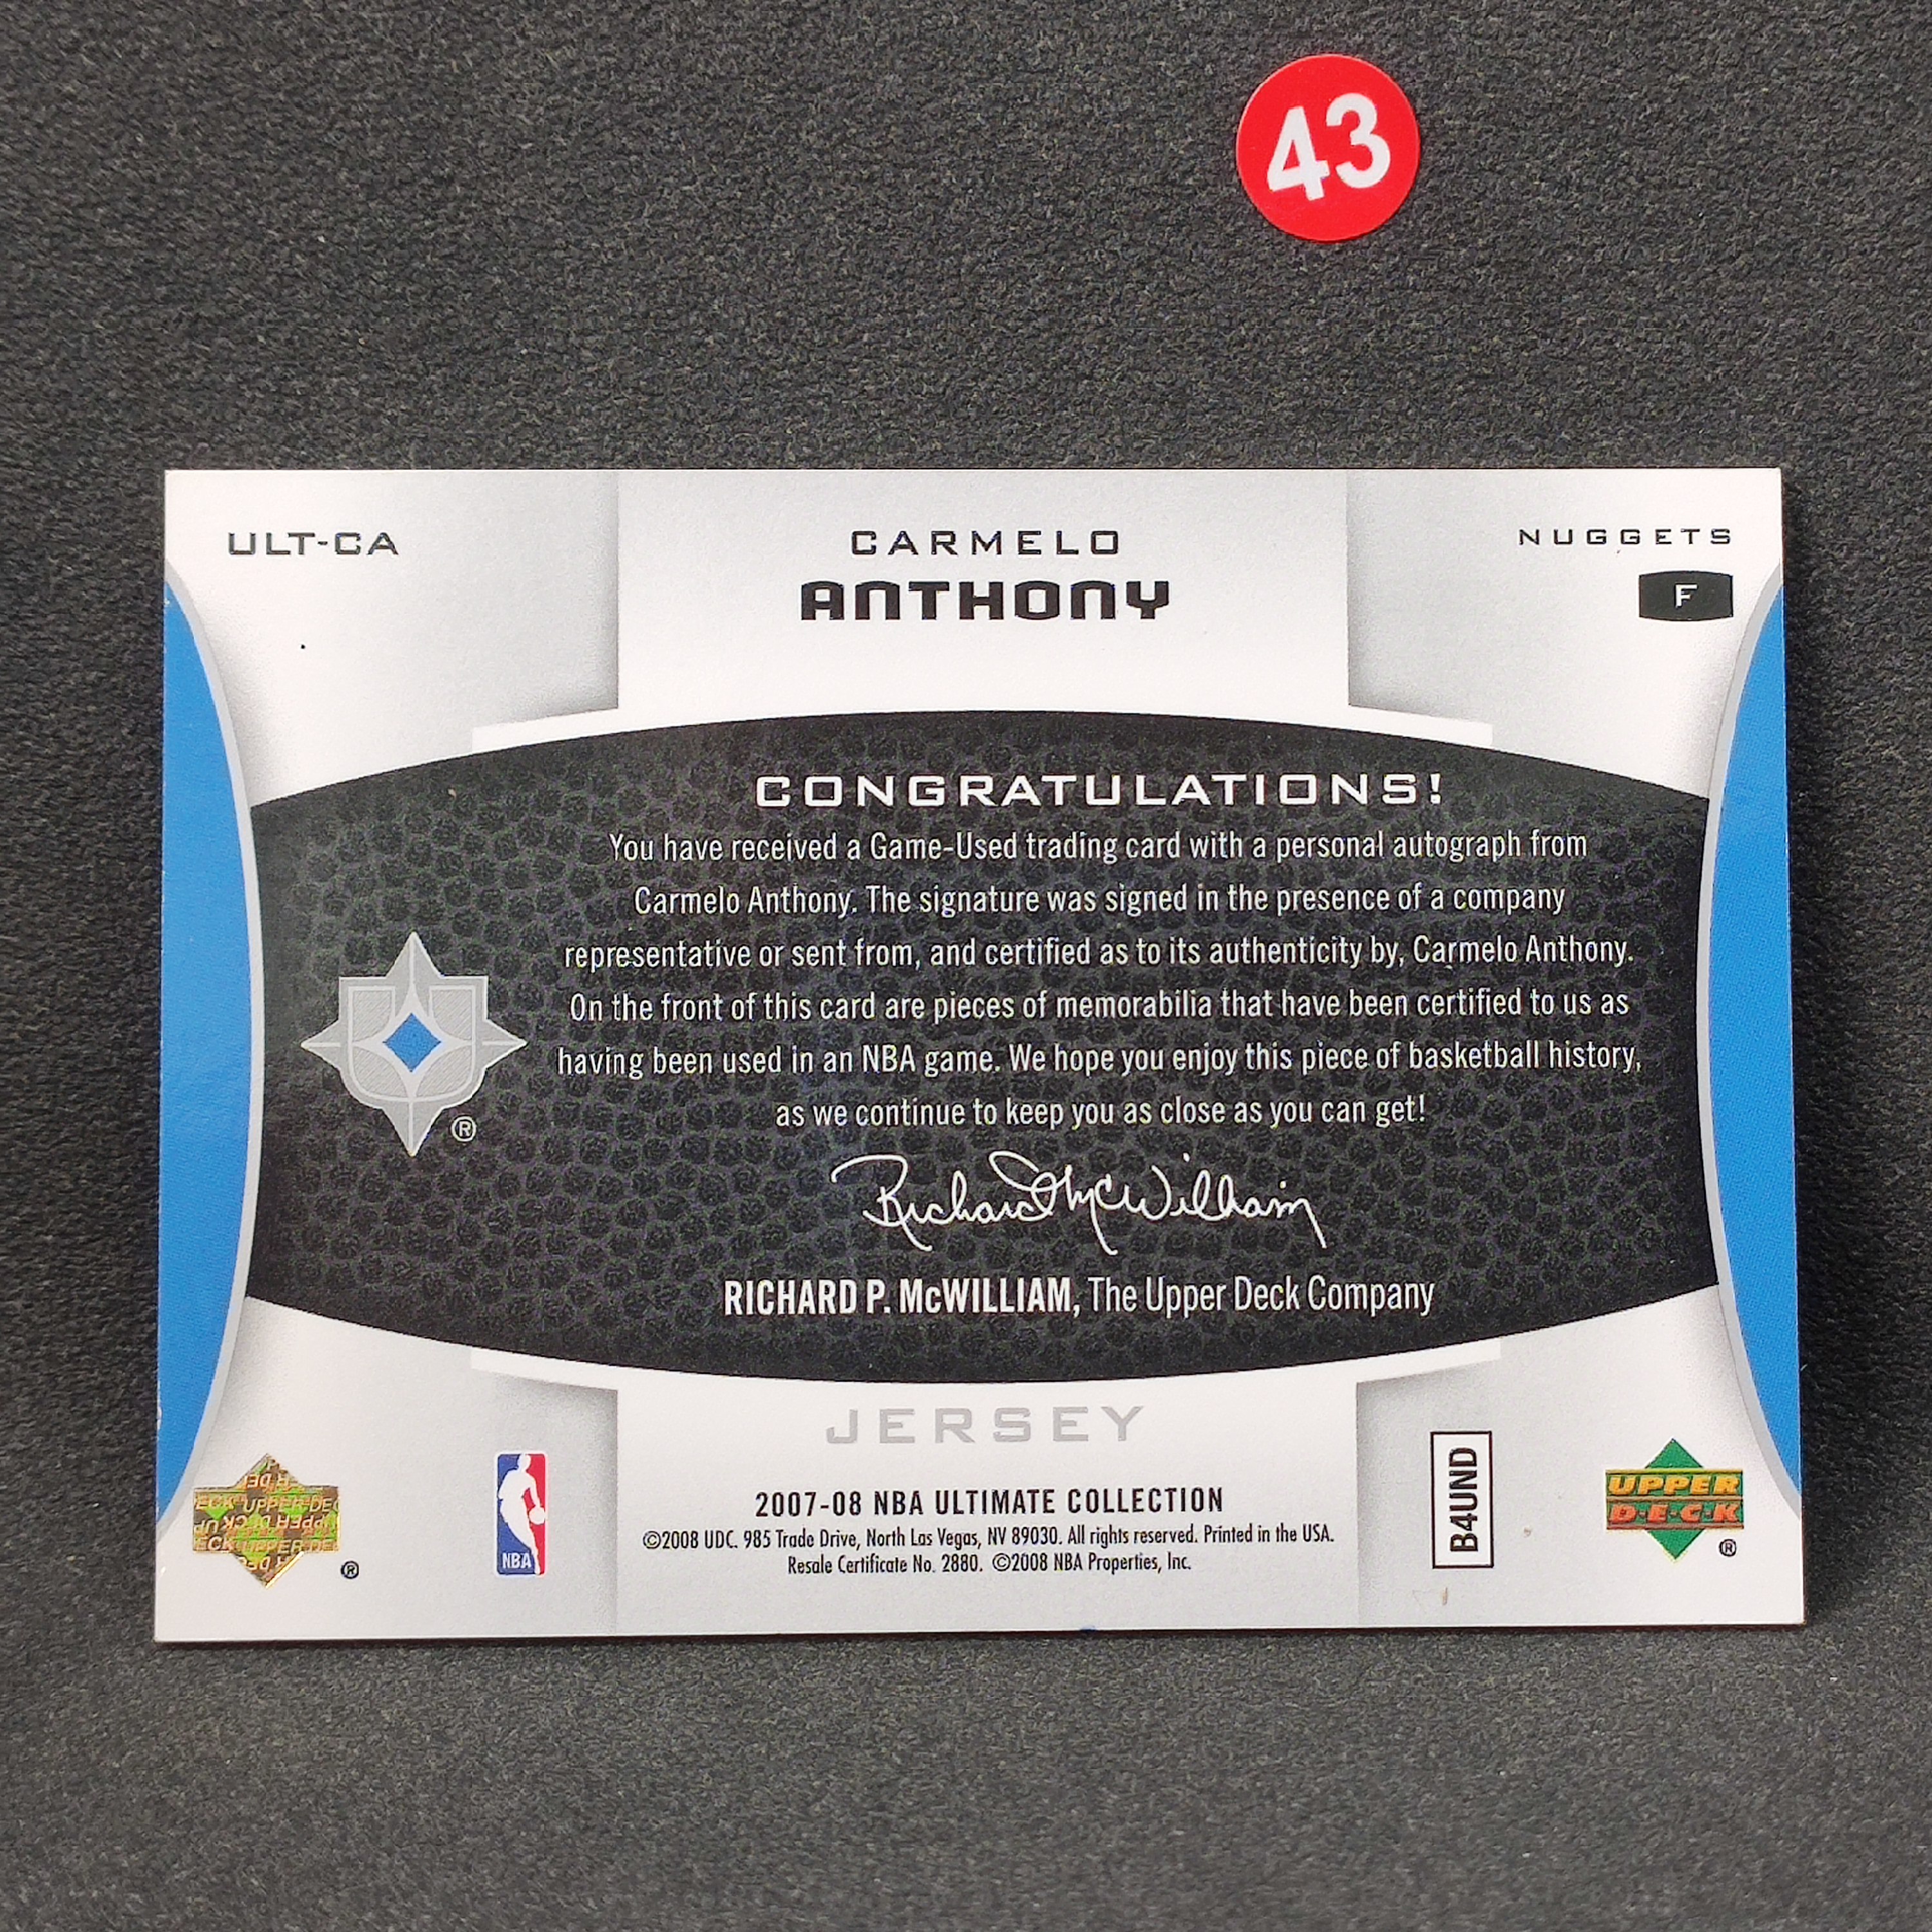 43
ULT-CA
CARMELO
ANTHONY
NUGGETS
F
CONGRATULATIONS!
You have received a Game-Used trading card with a personal autograph from
Carmelo Anthony. The signature was signed in the presence of a company
representative or sent from, and certified as to its authenticity by, Carmelo Anthony.
On the front of this card are pieces of memorabilia that have been certified to us as
having been used in an NBA game. We hope you enjoy this piece of basketball history,
as we continue to keep you as close as you can get!
®
Richard McWilliam
RICHARD P. McWILLIAM, The Upper Deck Company
JERSEY
2007-08 NBA ULTIMATE COLLECTION
©2008 UDC. 985 Trade Drive, North Las Vegas, NV 89030. All rights reserved. Printed in the USA.
Resale Certificate No. 2880. ©2008 NBA Properties, Inc.
UPPER DECK
®
NBA
B4UND
UPPER
D·E·C·K
®